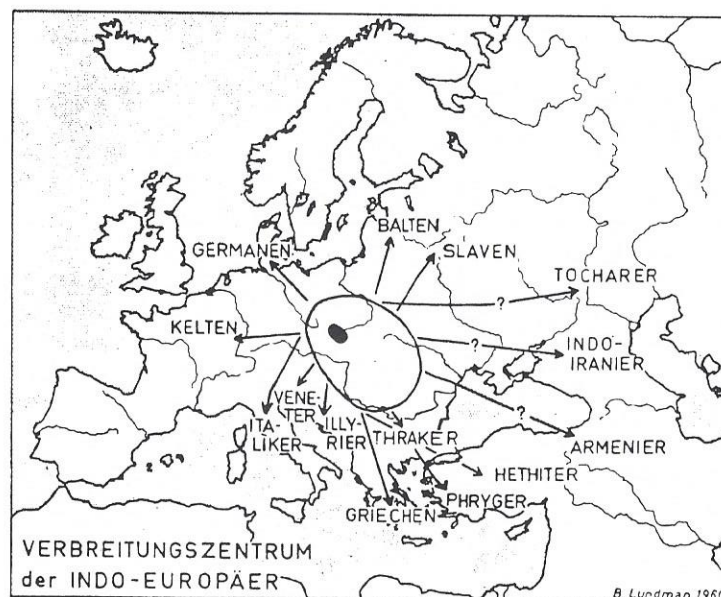 BALTEN
GERMANEN
SLAVEN
TOCHARER
?
KELTEN
?
INDO-
IRANIER
VENE-
TER
?
ITA-
LIKER
ILLY-
RIER
THRAKER
ARMENIER
HETHITER
PHRYGER
GRIECHEN
VERBREITUNGSZENTRUM
der INDO-EUROPÄER
B. Lundman